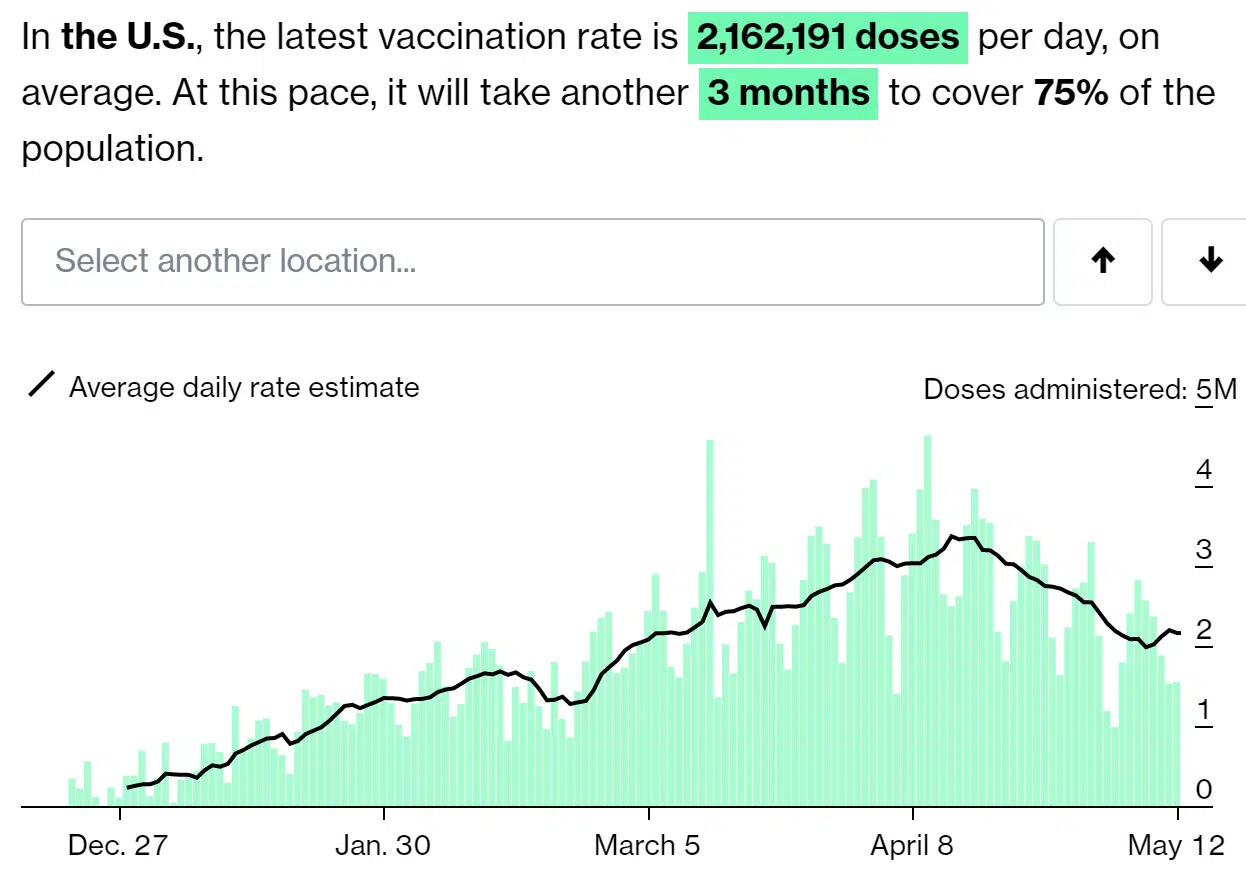 In the U.S., the latest vaccination rate is 2,162,191 doses per day, on
average. At this pace, it will take another 3 months to cover 75% of the
population.
Select another location...
Average daily rate estimate
Doses administered: 5M
4
3
2
1
0
Dec. 27
Jan. 30
March 5
April 8
May 12